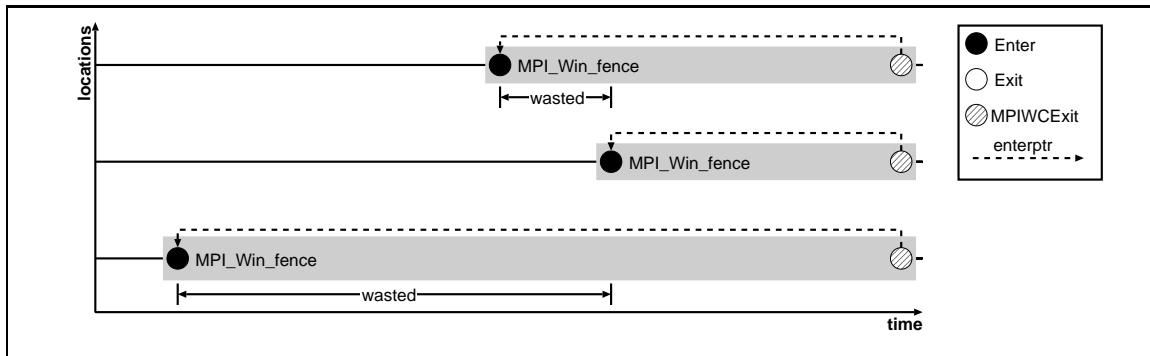 locations
MPI_Win_fence
wasted
MPI_Win_fence
MPI_Win_fence
wasted
time
Enter
Exit
MPIWCExit
enterptr